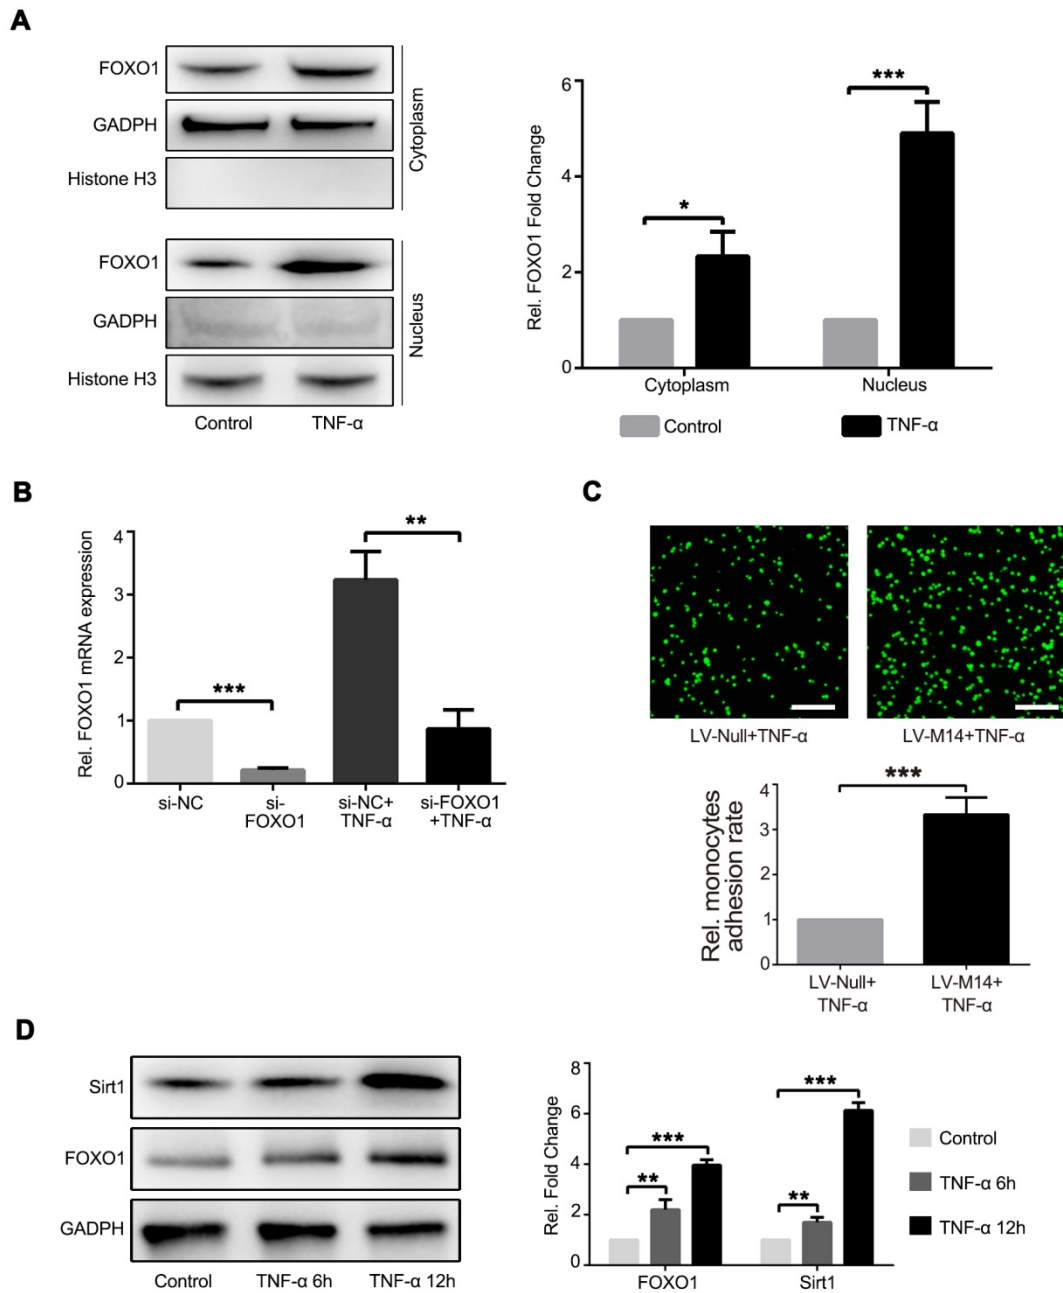 A
FOXO1
GADPH
Histone H3
Cytoplasm
FOXO1
GADPH
Histone H3
Nucleus
Control TNF-α
Rel. FOXO1 Fold Change
6
4
2
0
*
***
Cytoplasm Nucleus
Control TNF-α
B
Rel. FOXO1 mRNA expression
4
3
2
1
0
***
**
si-NC si- si-NC+ si-FOXO1
FOXO1 TNF-α +TNF-α
C
LV-Null+TNF-α LV-M14+TNF-α
Rel. monocytes
adhesion rate
4
3
2
1
0
***
LV-Null+ LV-M14+
TNF-α TNF-α
D
Sirt1
FOXO1
GADPH
Control TNF-α 6h TNF-α 12h
Rel. Fold Change
8
6
4
2
0
**
***
**
***
FOXO1 Sirt1
Control
TNF-α 6h
TNF-α 12h